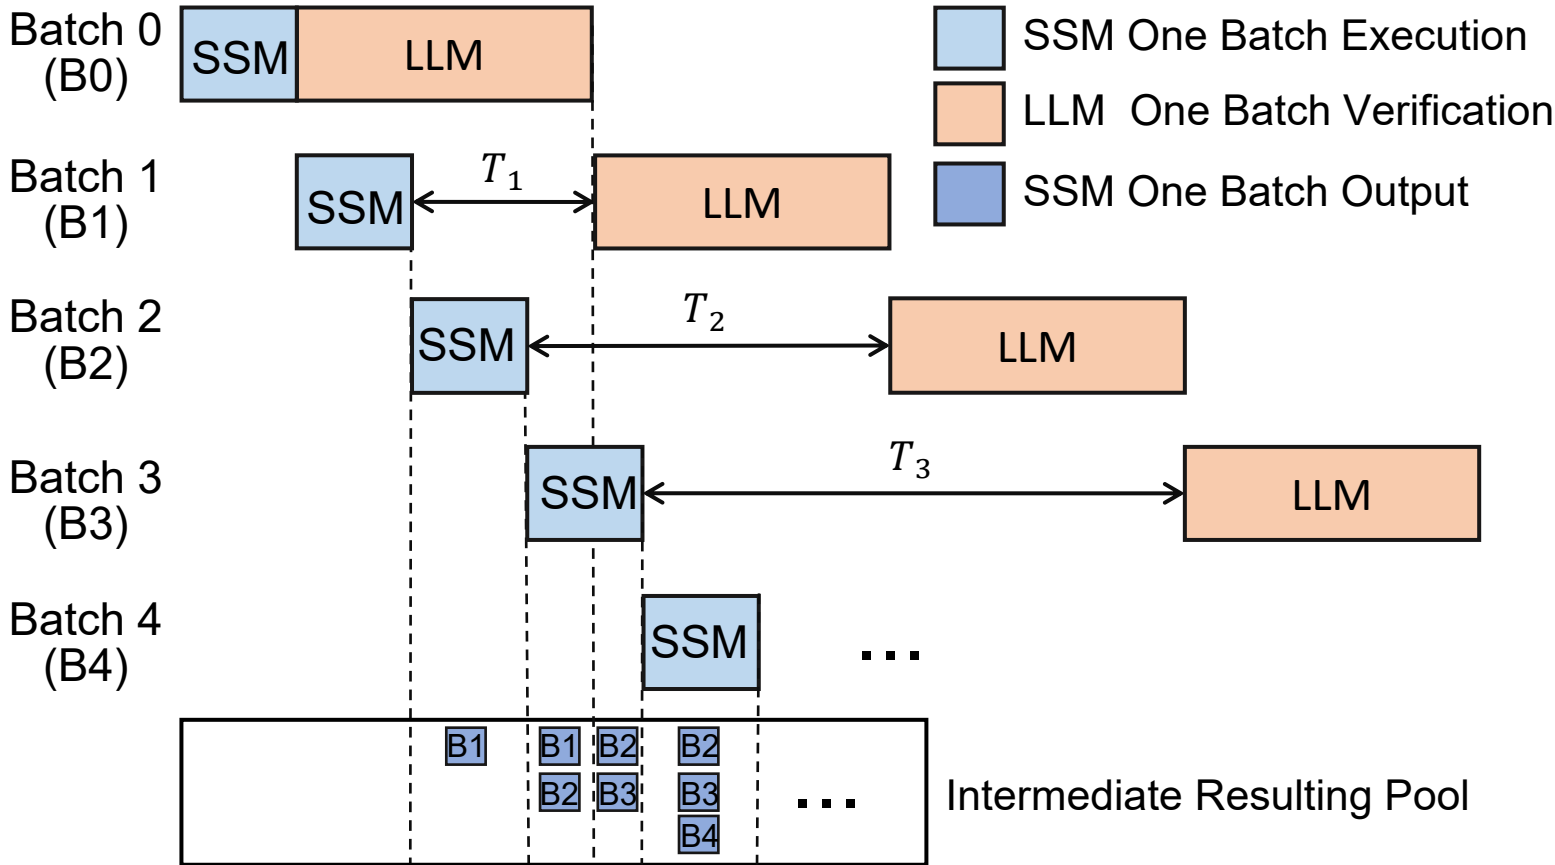 Batch 0
(B0)
SSM
LLM
SSM One Batch Execution
LLM One Batch Verification
SSM One Batch Output
Batch 1
(B1)
SSM
T1
LLM
Batch 2
(B2)
SSM
T2
LLM
Batch 3
(B3)
SSM
T3
LLM
Batch 4
(B4)
SSM
...
B1
B1
B2
B2
B2
B3
B3
B4
...
Intermediate Resulting Pool